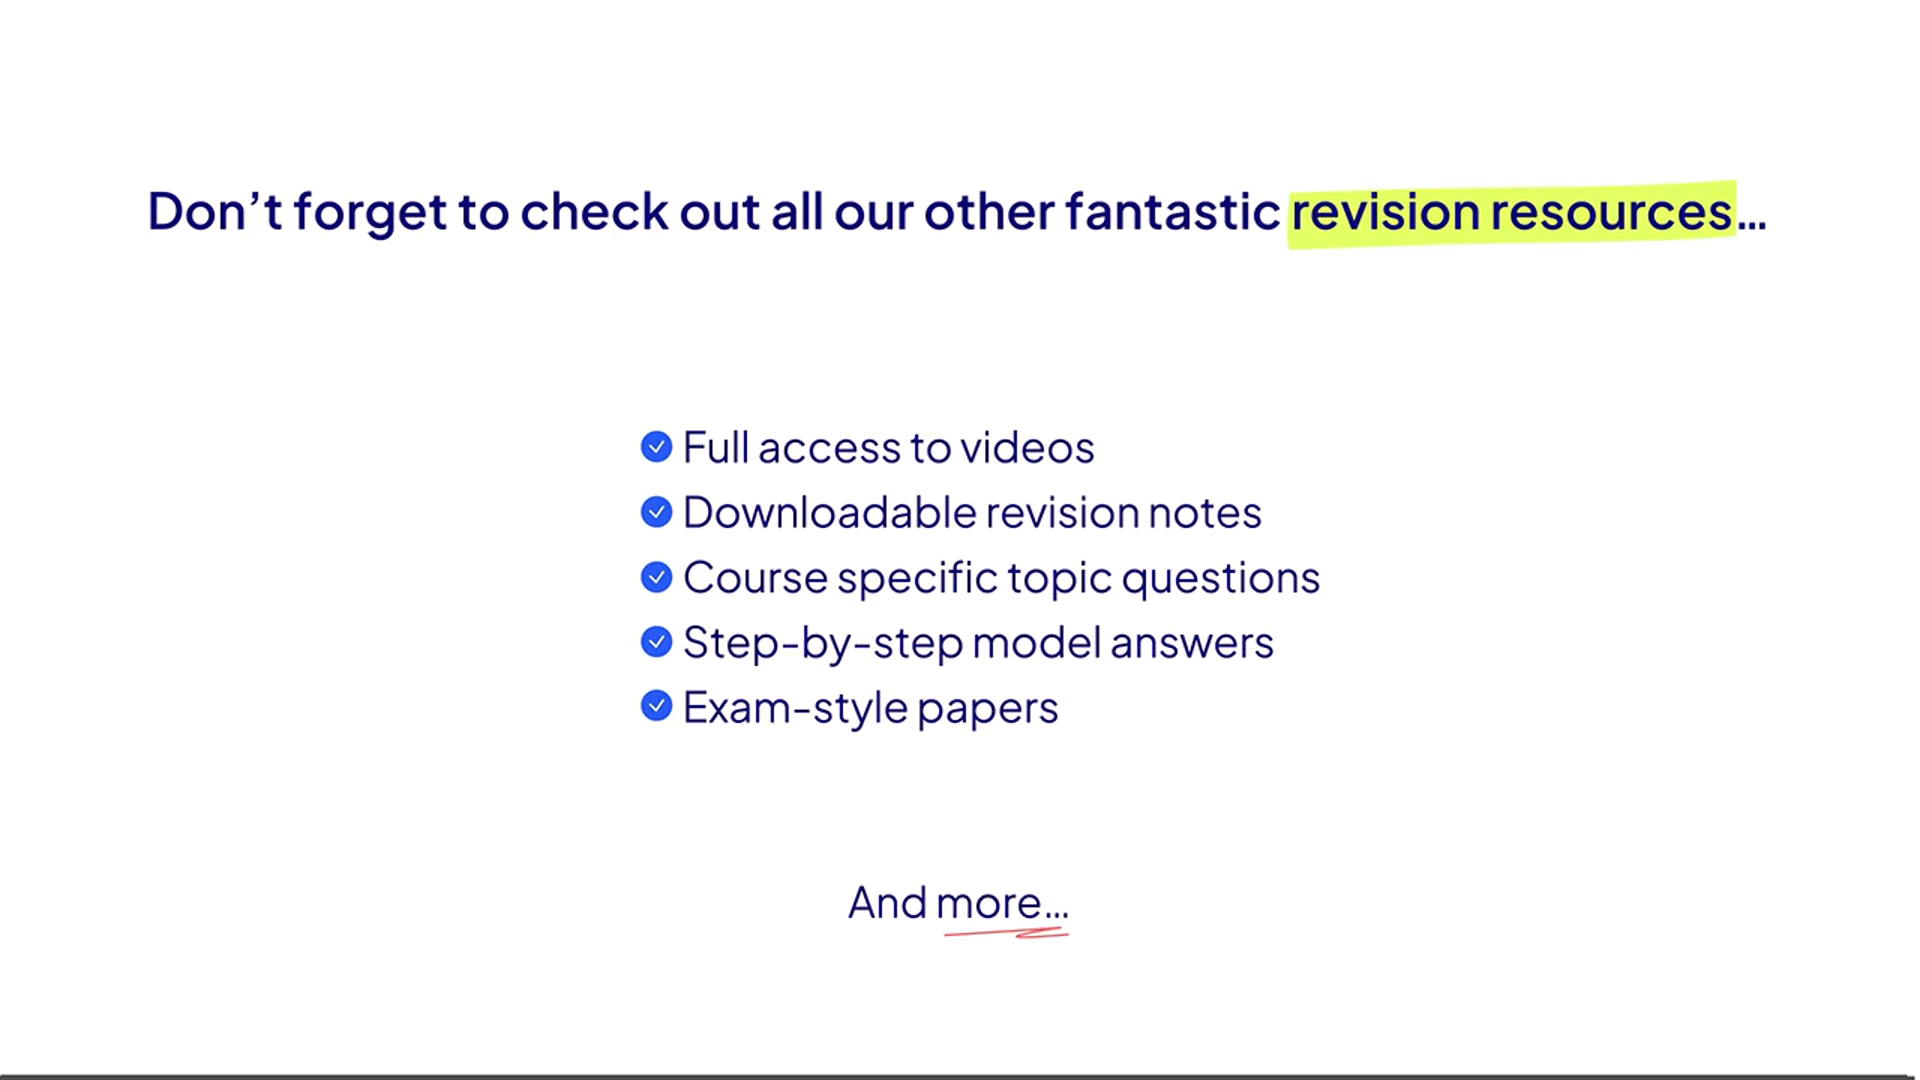 Don’t forget to check out all our other fantastic revision resources...
Full access to videos
Downloadable revision notes
Course specific topic questions
Step-by-step model answers
Exam-style papers
And more...